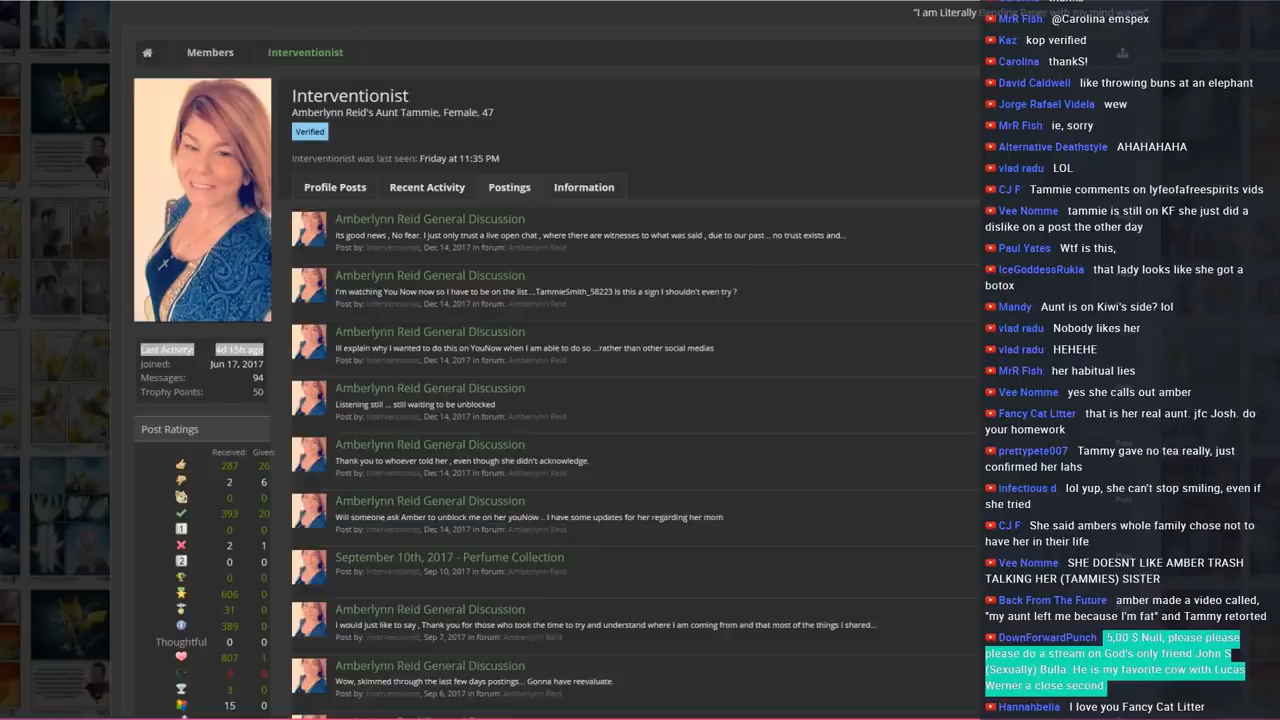 "I am Literally Bending Paper with my mind waves"
Members
Interventionist
Interventionist
Amberlynn Reid's Aunt Tammie, Female, 47
Verified
Interventionist was last seen: Friday at 11:35 PM
Profile Posts
Recent Activity
Postings
Information
Amberlynn Reid General Discussion
Its good news , No fear. I just only trust a live open chat , where there are witnesses to what was said , due to our past .. no trust exists and...
Post by: Interventionist, Dec 14, 2017 in forum: Amberlynn Reid
Amberlynn Reid General Discussion
I'm watching You Now now so I have to be on the list ...TammieSmith_58223 Is this a sign I shouldn't even try ?
Post by: Interventionist, Dec 14, 2017 in forum: Amberlynn Reid
Amberlynn Reid General Discussion
Ill explain why I wanted to do this on YouNow when I am able to do so ...rather than other social medias
Post by: Interventionist, Dec 14, 2017 in forum: Amberlynn Reid
Amberlynn Reid General Discussion
Listening still ... still waiting to be unblocked
Post by: Interventionist, Dec 14, 2017 in forum: Amberlynn Reid
Amberlynn Reid General Discussion
Thank you to whoever told her , even though she didn't acknowledge.
Post by: Interventionist, Dec 14, 2017 in forum: Amberlynn Reid
Amberlynn Reid General Discussion
Will someone ask Amber to unblock me on her youNow .. I have some updates for her regarding her mom
Post by: Interventionist, Dec 14, 2017 in forum: Amberlynn Reid
September 10th, 2017 - Perfume Collection
Post by: Interventionist, Sep 10, 2017 in forum: Amberlynn Reid
Amberlynn Reid General Discussion
I would just like to say , Thank you for those who took the time to try and understand where I am coming from and that most of the things I shared...
Post by: Interventionist, Sep 7, 2017 in forum: Amberlynn Reid
Amberlynn Reid General Discussion
Wow, skimmed through the last few days postings... Gonna have reevaluate.
Post by: Interventionist, Sep 6, 2017 in forum: Amberlynn Reid
Last Activity: 4d 15h ago
Joined: Jun 17, 2017
Messages: 94
Trophy Points: 50
Post Ratings
Received: Given:
287 26
2 6
0 0
393 20
1 0 0
2 1
2 0 0
0 0
606 0
31 0
389 0
Thoughtful 0 0
807 1
0 0
3 0
15 0
MrR Fish @Carolina emspex
Kaz kop verified
Carolina thankS!
David Caldwell like throwing buns at an elephant
Jorge Rafael Videla wew
MrR Fish ie, sorry
Alternative Deathstyle AHAHAHAHA
vlad radu LOL
CJ F Tammie comments on lyfeofafreespirits vids
Vee Nomme tammie is still on KF she just did a
dislike on a post the other day
Paul Yates Wtf is this,
IceGoddessRukia that lady looks like she got a
botox
Mandy Aunt is on Kiwi's side? lol
vlad radu Nobody likes her
vlad radu HEHEHE
MrR Fish her habitual lies
Vee Nomme yes she calls out amber
Fancy Cat Litter that is her real aunt. jfc Josh. do
your homework
prettypete007 Tammy gave no tea really, just
confirmed her lahs
Infectious d lol yup, she can't stop smiling, even if
she tried
CJ F She said ambers whole family chose not to
have her in their life
Vee Nomme SHE DOESNT LIKE AMBER TRASH
TALKING HER (TAMMIES) SISTER
Back From The Future amber made a video called,
"my aunt left me because I'm fat" and Tammy retorted
DownForwardPunch 5,00 $ Null, please please
please do a stream on God's only friend John S
(Sexually) Bulla. He is my favorite cow with Lucas
Werner a close second
Hannahbella I love you Fancy Cat Litter